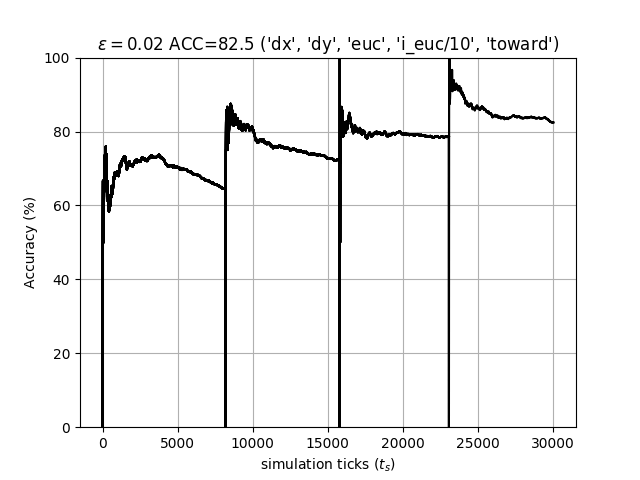 ε = 0.02 ACC=82.5 ('dx', 'dy', 'euc', 'i_euc/10', 'toward')
100
80
60
40
20
0
Accuracy (%)
0 5000 10000 15000 20000 25000 30000
simulation ticks (tₛ)